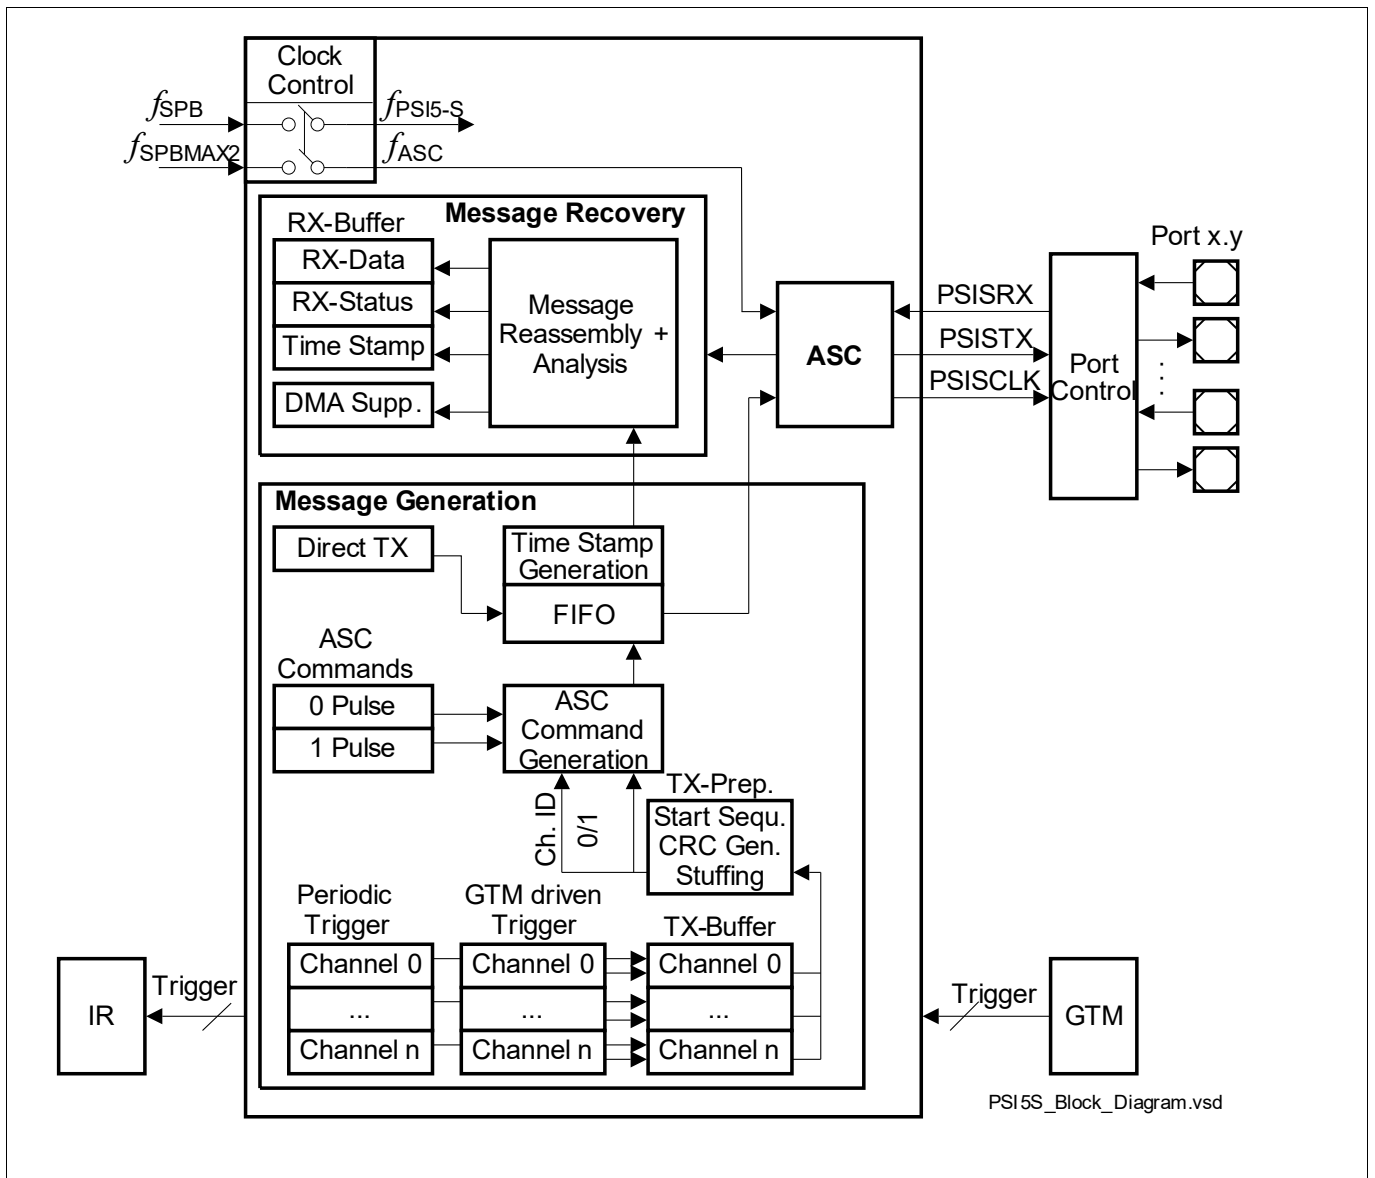 Clock
Control
fSPB
fPSI5-S
fSPBMAX2
fASC
Message Recovery
RX-Buffer
RX-Data
RX-Status
Time Stamp
DMA Supp.
Message
Reassembly +
Analysis
ASC
PSISRX
PSISTX
PSISCLK
Port
Control
Port x.y
Message Generation
Direct TX
Time Stamp
Generation
FIFO
ASC
Commands
0 Pulse
1 Pulse
ASC
Command
Generation
Ch. ID
0/1
TX-Prep.
Start Sequ.
CRC Gen.
Stuffing
Periodic
Trigger
Channel 0
...
Channel n
GTM driven
Trigger
Channel 0
...
Channel n
TX-Buffer
Channel 0
...
Channel n
IR
Trigger
Trigger
GTM
PSI5S_Block_Diagram.vsd